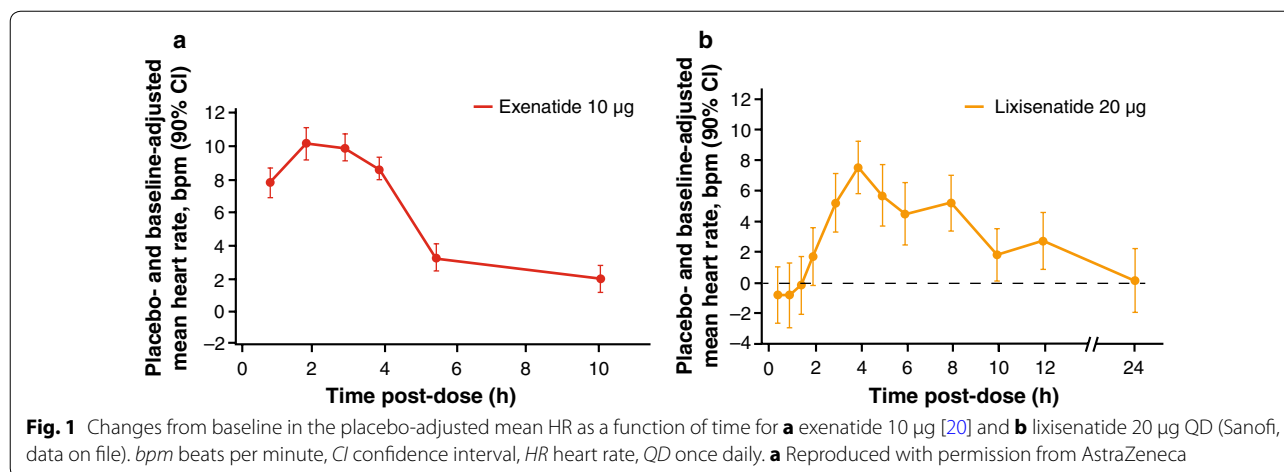 a
Placebo- and baseline-adjusted
mean heart rate, bpm (90% CI)
12
10
8
6
4
2
0
–2
Exenatide 10 µg
0 2 4 6 8 10
Time post-dose (h)
b
Placebo- and baseline-adjusted
mean heart rate, bpm (90% CI)
12
10
8
6
4
2
0
–2
–4
Lixisenatide 20 µg
0 2 4 6 8 10 12 24
Time post-dose (h)
Fig. 1 Changes from baseline in the placebo-adjusted mean HR as a function of time for a exenatide 10 µg [20] and b lixisenatide 20 µg QD (Sanofi,
data on file). bpm beats per minute, CI confidence interval, HR heart rate, QD once daily. a Reproduced with permission from AstraZeneca